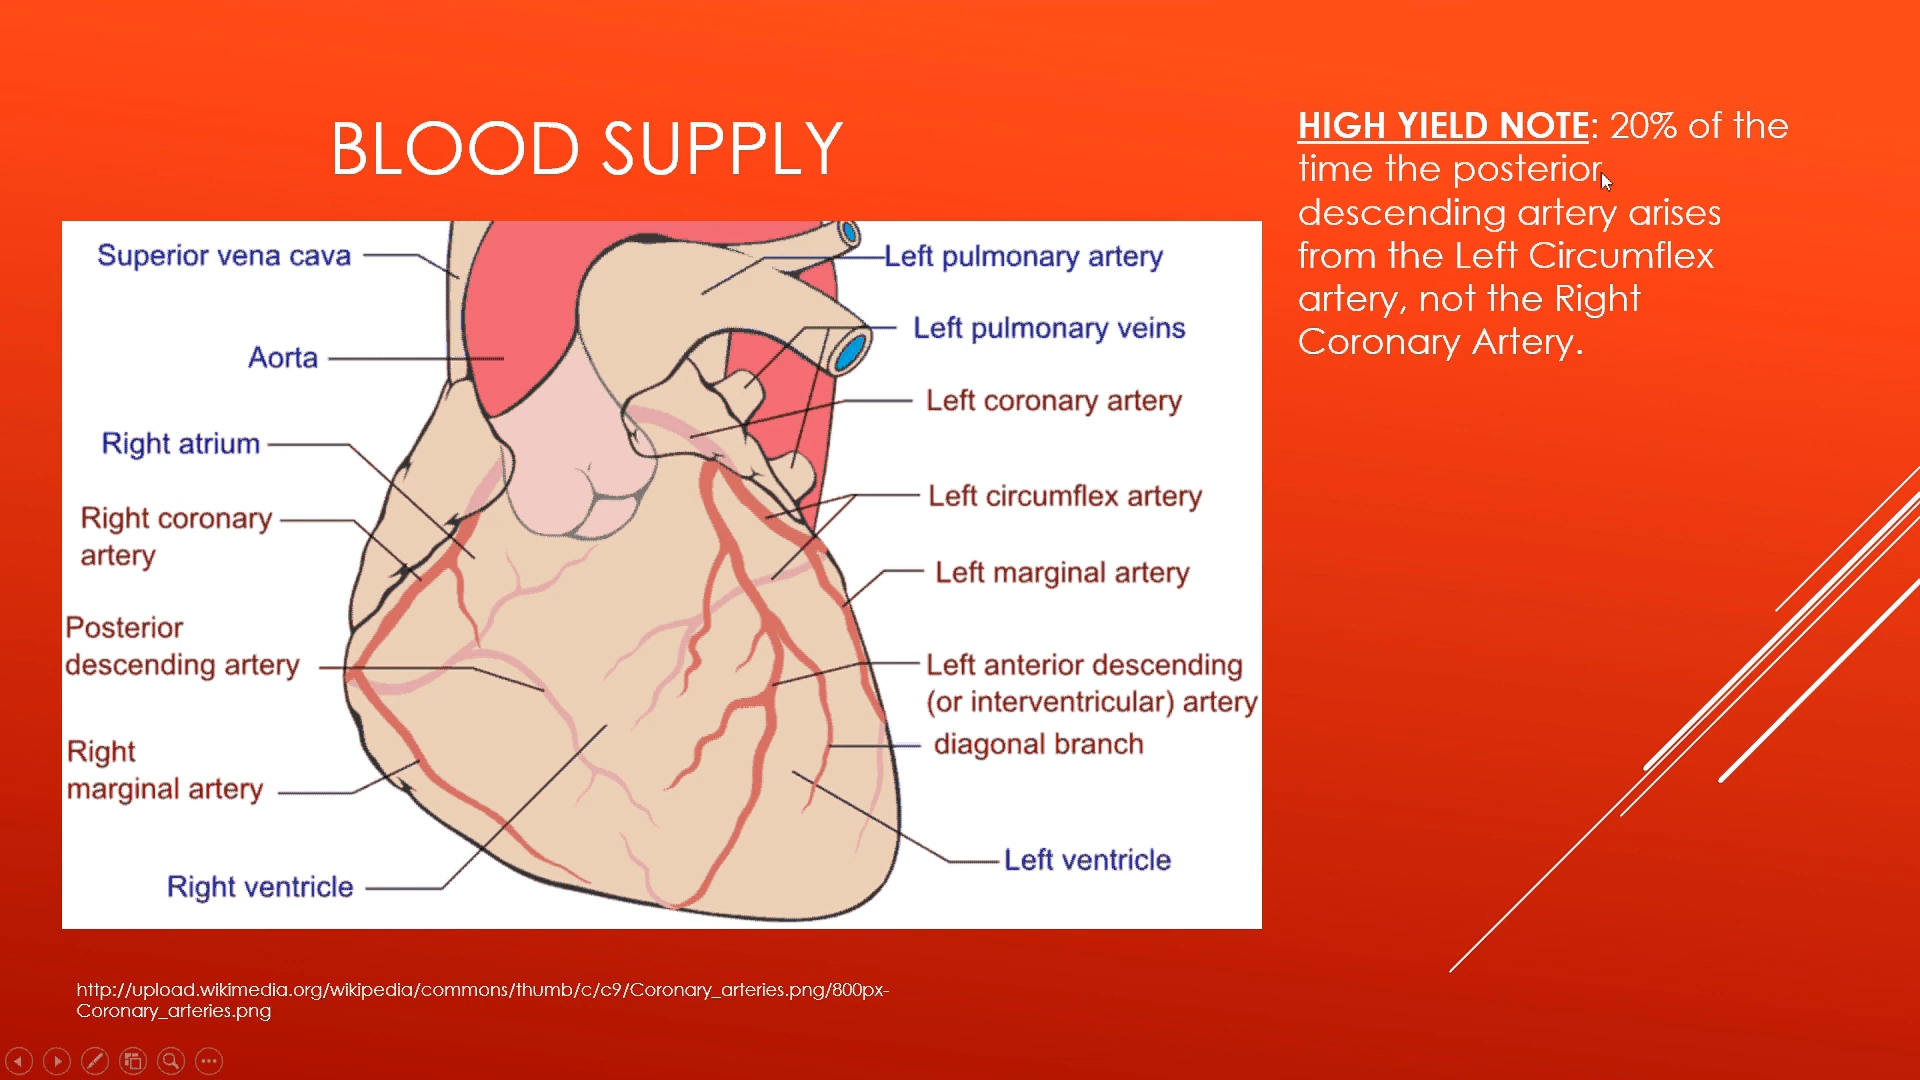 BLOOD SUPPLY
HIGH YIELD NOTE: 20% of the
time the posterior
descending artery arises
from the Left Circumflex
artery, not the Right
Coronary Artery.
Superior vena cava
Aorta
Right atrium
Right coronary
artery
Posterior
descending artery
Right
marginal artery
Right ventricle
Left pulmonary artery
Left pulmonary veins
Left coronary artery
Left circumflex artery
Left marginal artery
Left anterior descending
(or interventricular) artery
diagonal branch
Left ventricle
http://upload.wikimedia.org/wikipedia/commons/thumb/c/c9/Coronary_arteries.png/800px-
Coronary_arteries.png